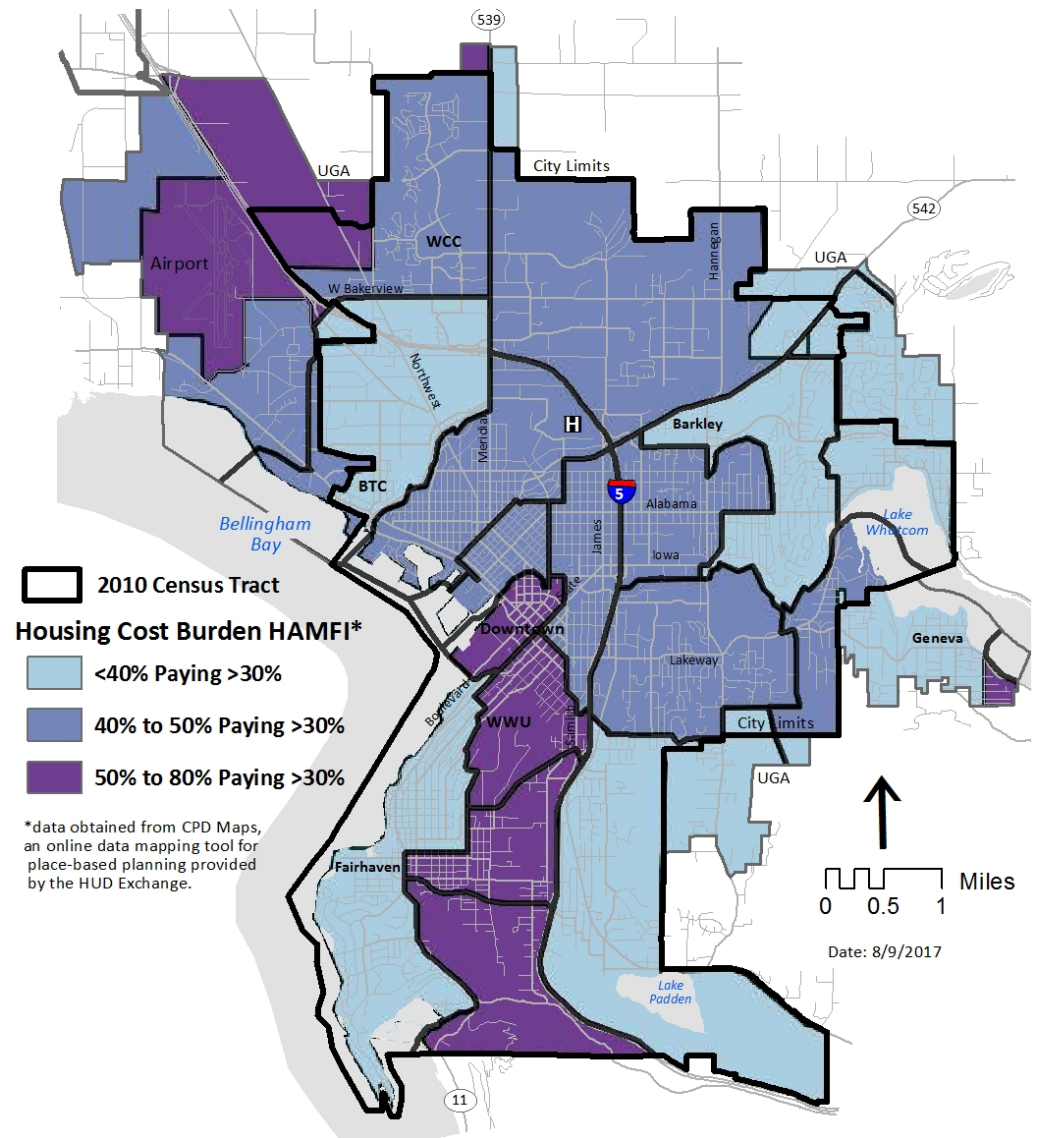 539
City Limits
UGA
542
Hannegan
WCC
UGA
Airport
W Bakerview
Northwest
Meridia
H
Barkley
BTC
5
Alabama
Bellingham
Bay
James
Lake
Whatcom
Iowa
2010 Census Tract
Housing Cost Burden HAMFI*
<40% Paying >30%
40% to 50% Paying >30%
50% to 80% Paying >30%
*data obtained from CPD Maps,
an online data mapping tool for
place-based planning provided
by the HUD Exchange.
Downtown
Geneva
Lakeway
Boulevard
WWU
Samish
City Limits
UGA
Fairhaven
Miles
0 0.5 1
Date: 8/9/2017
Lake
Padden
11